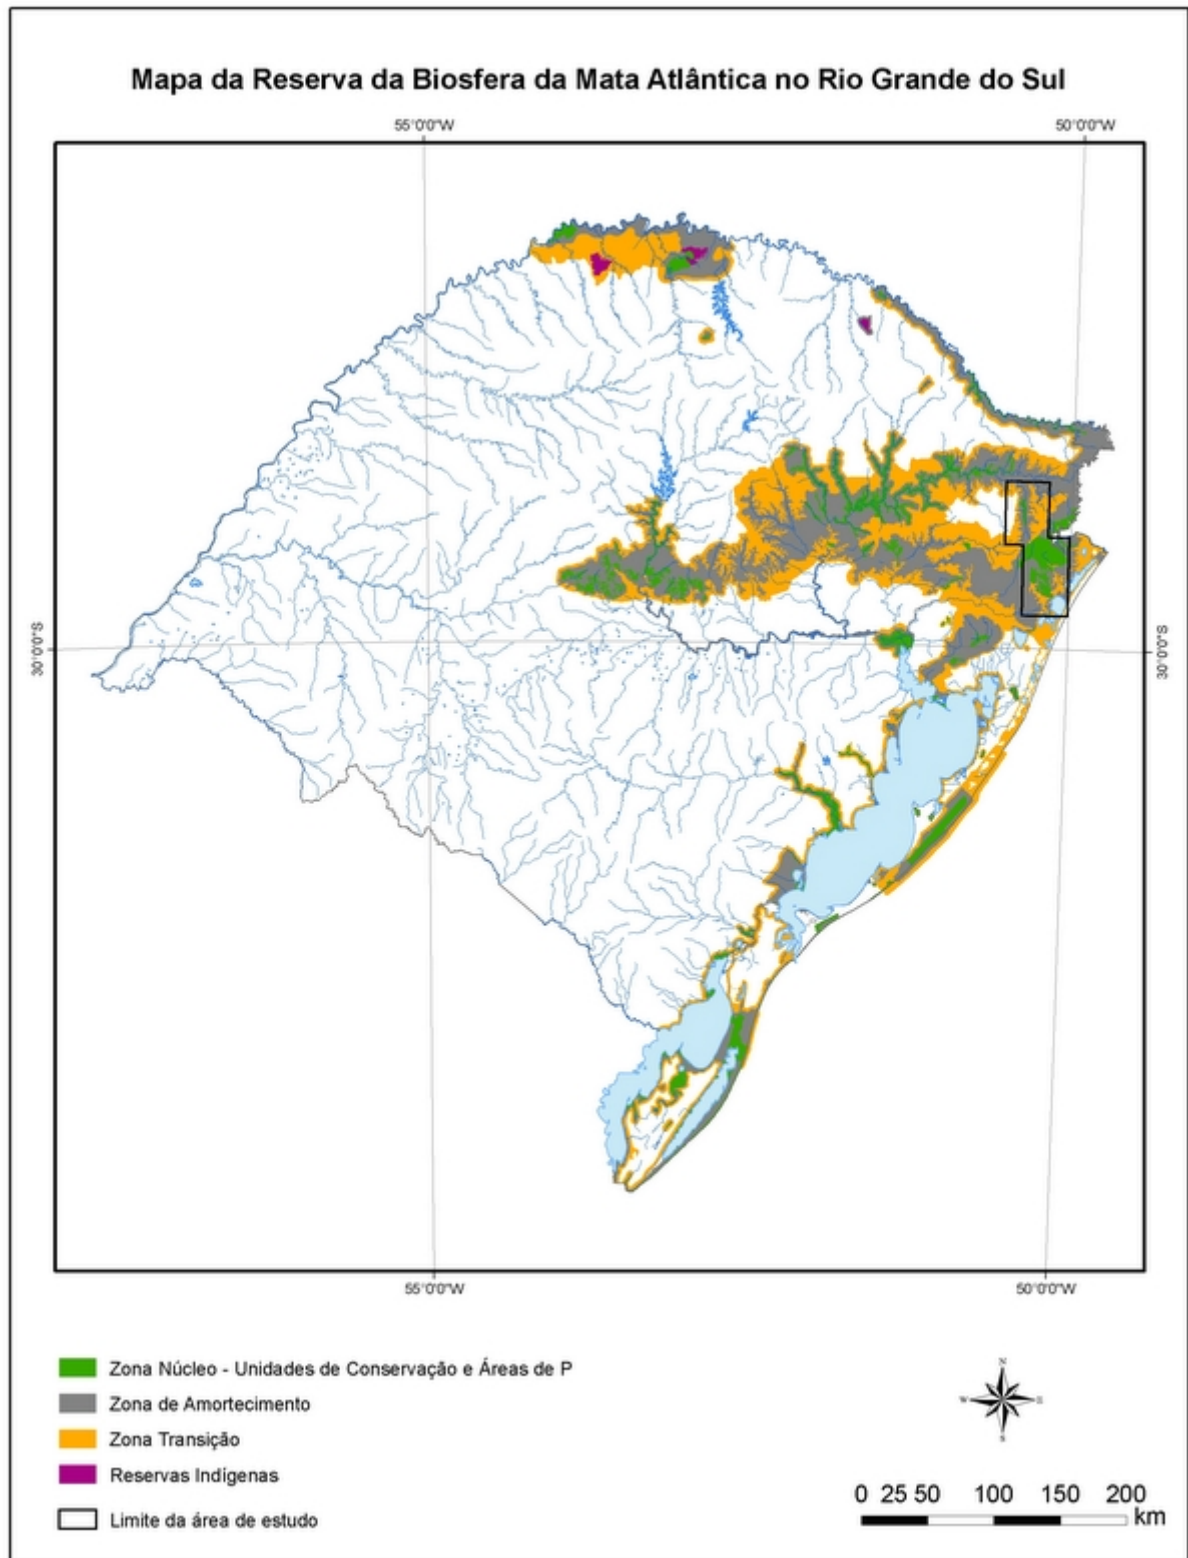 Mapa da Reserva da Biosfera da Mata Atlântica no Rio Grande do Sul
55°0'0"W 50°0'0"W
30°0'0"S 30°0'0"S
55°0'0"W 50°0'0"W
Zona Núcleo - Unidades de Conservação e Áreas de P
Zona de Amortecimento
Zona Transição
Reservas Indígenas
Limite da área de estudo
N
W E
S
0 25 50 100 150 200
km